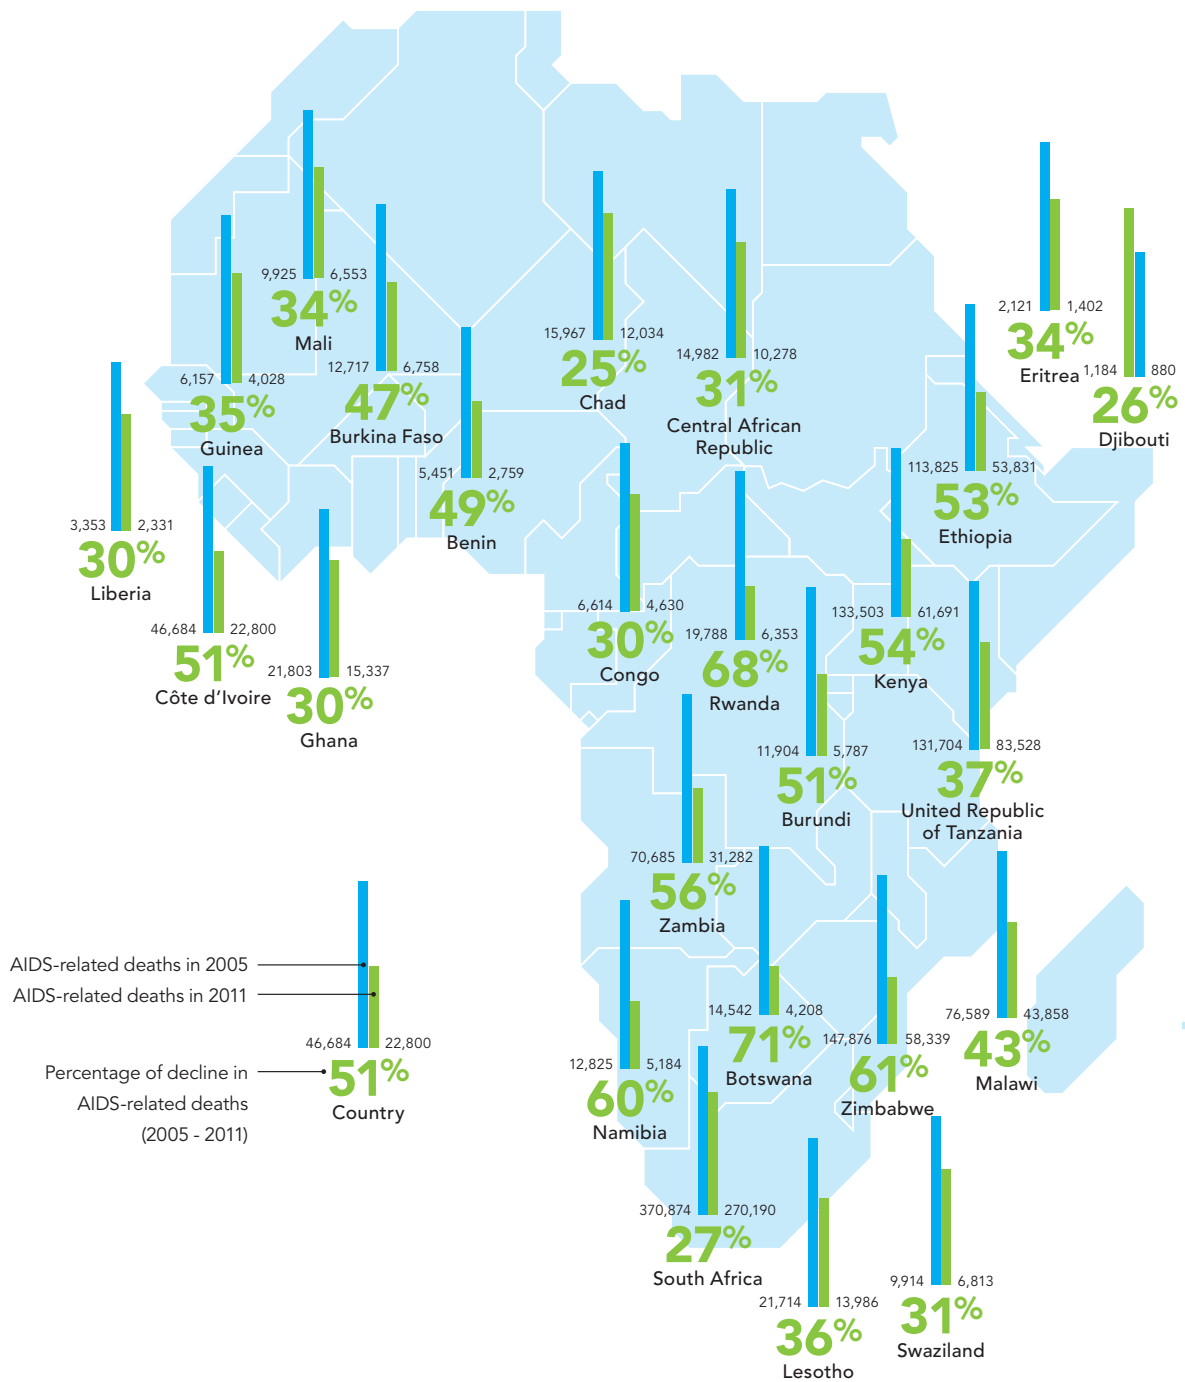 9,925 6,553
34%
Mali
6,157 4,028
35%
Guinea
12,717 6,758
47%
Burkina Faso
15,967 12,034
25%
Chad
14,982 10,278
31%
Central African
Republic
2,121 1,402
34%
Eritrea
1,184 880
26%
Djibouti
3,353 2,331
30%
Liberia
5,451 2,759
49%
Benin
113,825 53,831
53%
Ethiopia
46,684 22,800
51%
Côte d’Ivoire
21,803 15,337
30%
Ghana
6,614 4,630
30%
Congo
19,788 6,353
68%
Rwanda
133,503 61,691
54%
Kenya
11,904 5,787
51%
Burundi
131,704 83,528
37%
United Republic
of Tanzania
70,685 31,282
56%
Zambia
AIDS-related deaths in 2005
AIDS-related deaths in 2011
46,684 22,800
Percentage of decline in
AIDS-related deaths
(2005 - 2011)
51%
Country
12,825 5,184
60%
Namibia
14,542 4,208
71%
Botswana
147,876 58,339
61%
Zimbabwe
76,589 43,858
43%
Malawi
370,874 270,190
27%
South Africa
21,714 13,986
36%
Lesotho
9,914 6,813
31%
Swaziland